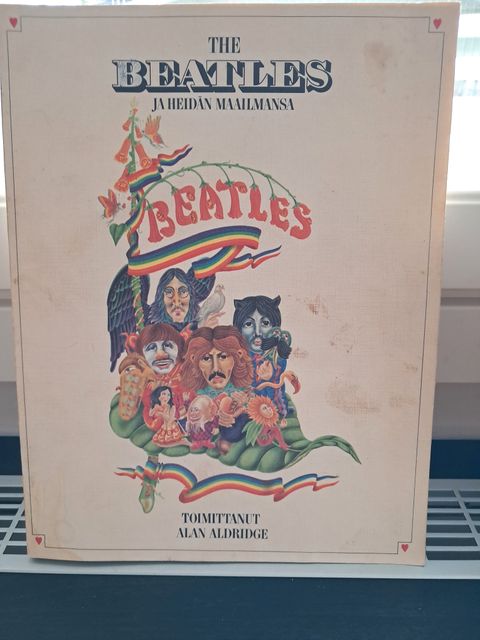 THE
BEATLES
JA HEIDÄN MAAILMANSA
BEATLES
TOIMITTANUT
ALAN ALDRIDGE